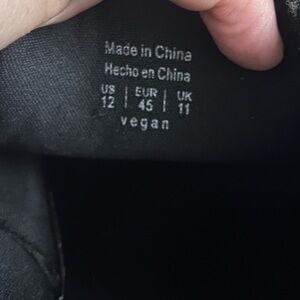 Made in China
Hecho en China
US | EUR | UK
12 | 45 | 11
vegan